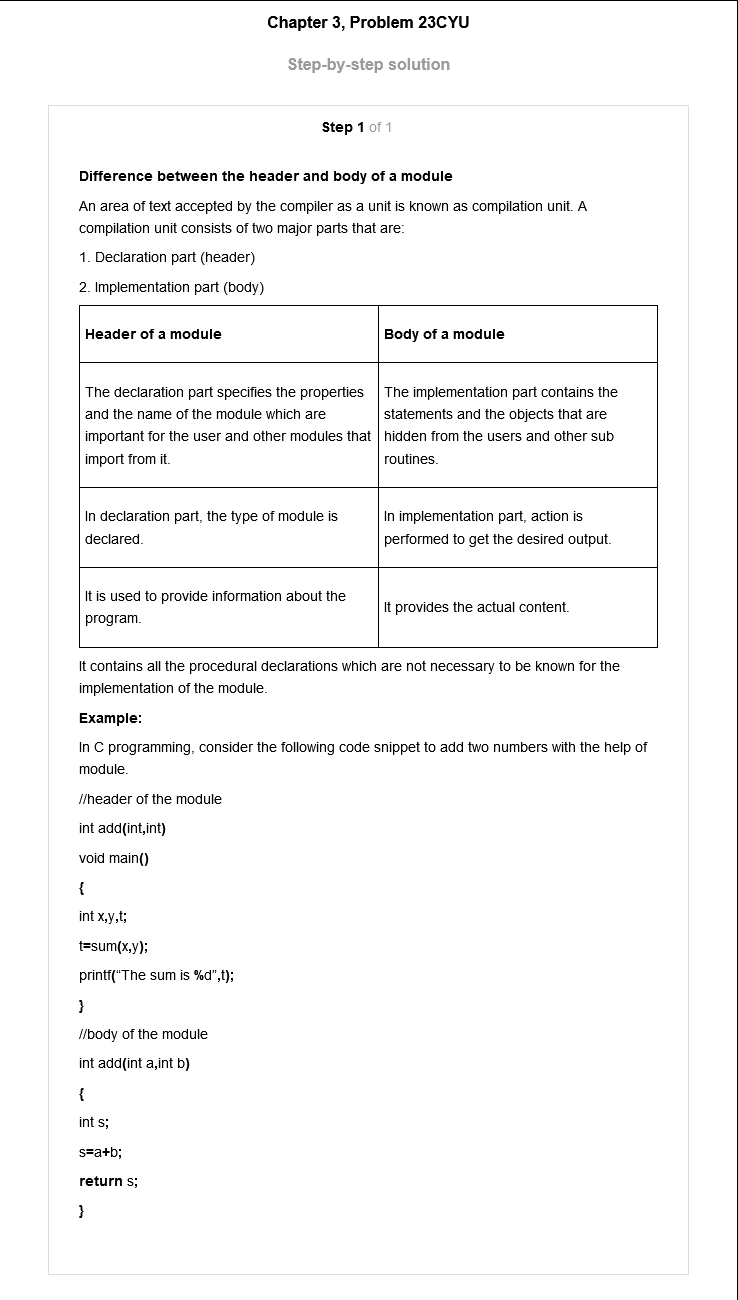 Chapter 3, Problem 23CYU
Step-by-step solution
Step 1 of 1
Difference between the header and body of a module
An area of text accepted by the compiler as a unit is known as compilation unit. A
compilation unit consists of two major parts that are:
1. Declaration part (header)
2. Implementation part (body)
Header of a module
Body of a module
The declaration part specifies the properties
and the name of the module which are
important for the user and other modules that
import from it.
The implementation part contains the
statements and the objects that are
hidden from the users and other sub
routines.
In declaration part, the type of module is
declared.
In implementation part, action is
performed to get the desired output.
It is used to provide information about the
program.
It provides the actual content.
It contains all the procedural declarations which are not necessary to be known for the
implementation of the module.
Example:
In C programming, consider the following code snippet to add two numbers with the help of
module.
//header of the module
int add(int,int)
void main()
{
int x,y,t;
t=sum(x,y);
printf(“The sum is %d”,t);
}
//body of the module
int add(int a,int b)
{
int s;
s=a+b;
return s;
}